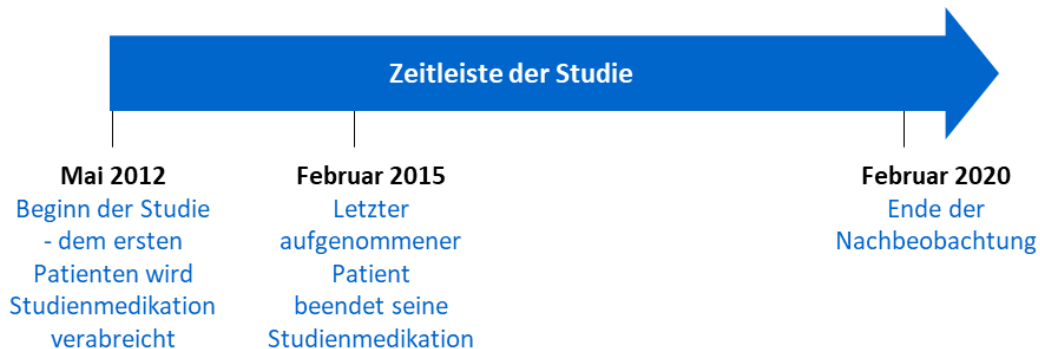 Zeitleiste der Studie
Mai 2012
Beginn der Studie
- dem ersten
Patienten wird
Studienmedikation
verabreicht
Februar 2015
Letzter
aufgenommener
Patient
beendet seine
Studienmedikation
Februar 2020
Ende der
Nachbeobachtung